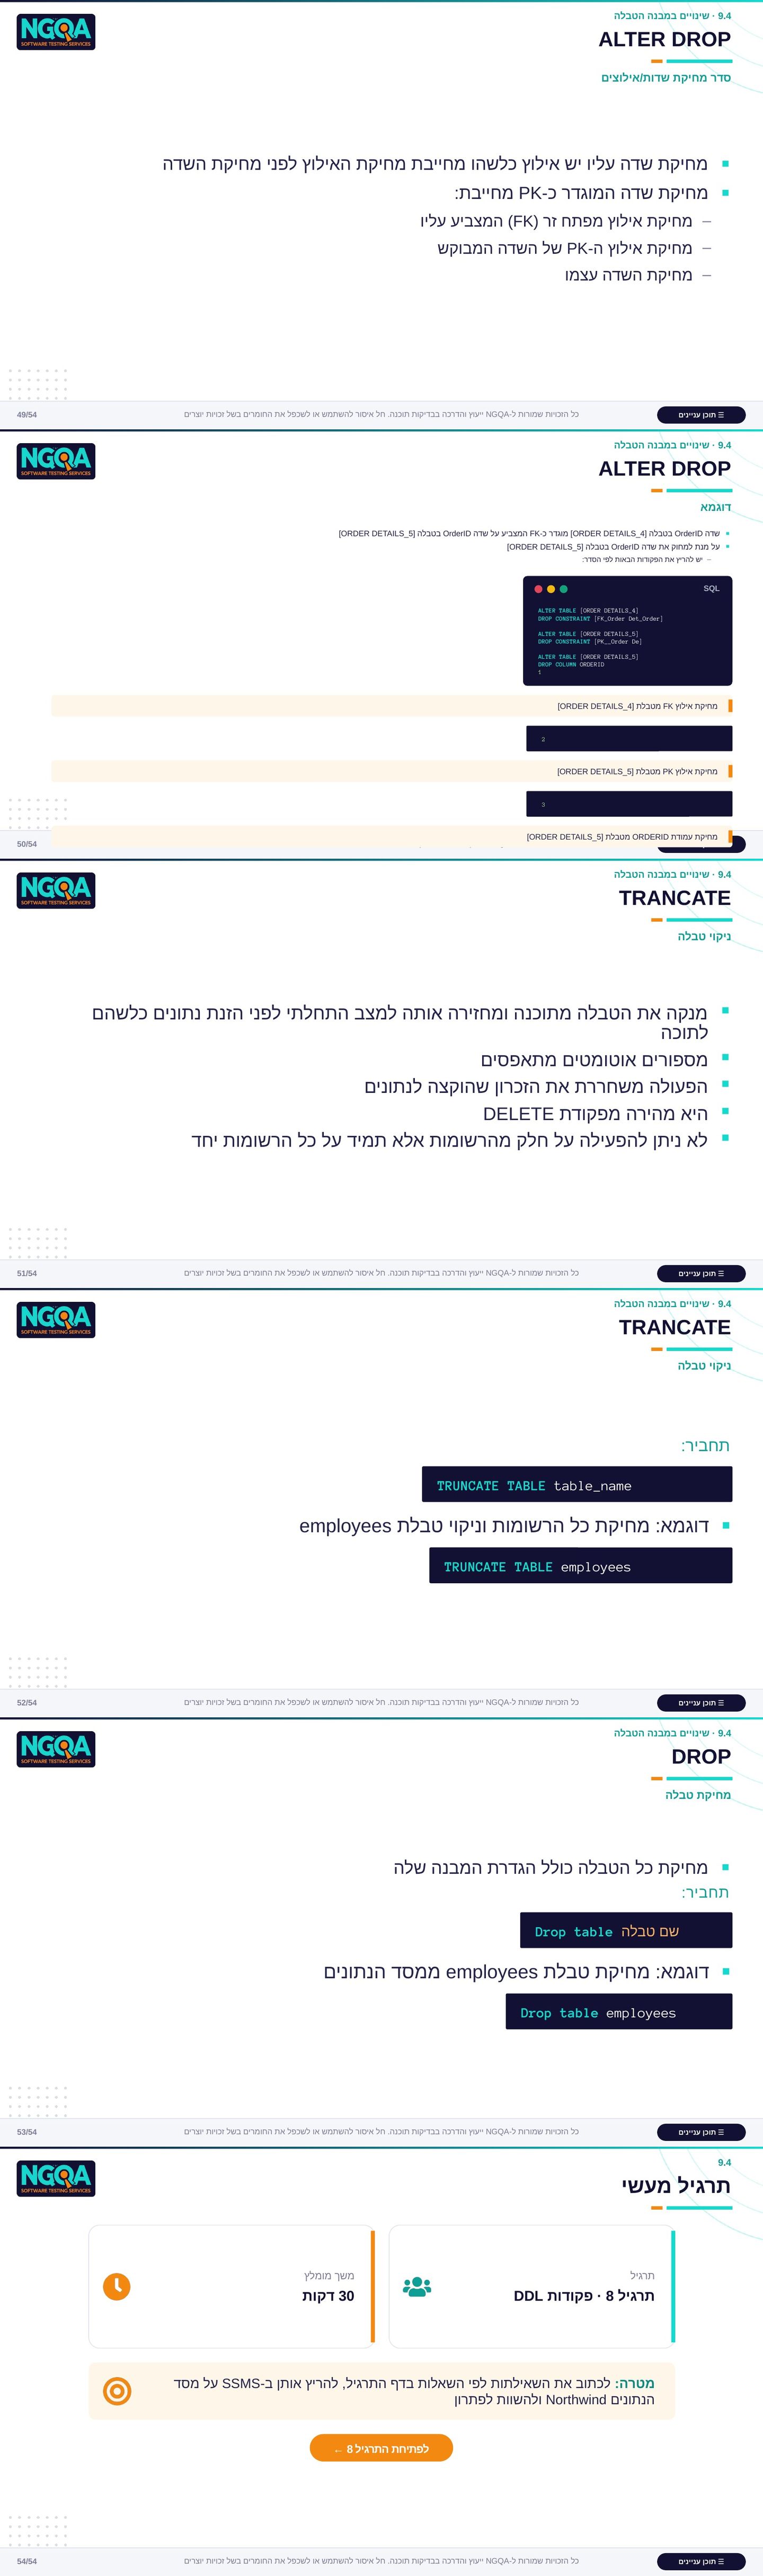 9.4 · שינויים במבנה הטבלה
NGQA
SOFTWARE TESTING SERVICES
ALTER DROP
סדר מחיקת שדות/אילוצים
מחיקת שדה עליו יש אילוץ כלשהו מחייבת מחיקת האילוץ לפני מחיקת השדה
מחיקת שדה המוגדר כ-PK מחייבת:
– מחיקת אילוץ מפתח זר (FK) המצביע עליו
– מחיקת אילוץ ה-PK של השדה המבוקש
– מחיקת השדה עצמו
☰ תוכן עניינים
כל הזכויות שמורות ל-NGQA ייעוץ והדרכה בבדיקות תוכנה. חל איסור להשתמש או לשכפל את החומרים בשל זכויות יוצרים
49/54
9.4 · שינויים במבנה הטבלה
NGQA
SOFTWARE TESTING SERVICES
ALTER DROP
דוגמא
שדה OrderID בטבלה [ORDER DETAILS_4] מוגדר כ-FK המצביע על שדה OrderID בטבלה [ORDER DETAILS_5]
על מנת למחוק את שדה OrderID בטבלה [ORDER DETAILS_5]
– יש להריץ את הפקודות הבאות לפי הסדר:
SQL
ALTER TABLE [ORDER DETAILS_4]
DROP CONSTRAINT [FK_Order Det_Order]
ALTER TABLE [ORDER DETAILS_5]
DROP CONSTRAINT [PK__Order De]
ALTER TABLE [ORDER DETAILS_5]
DROP COLUMN ORDERID
1
מחיקת אילוץ FK מטבלת [ORDER DETAILS_4]
2
מחיקת אילוץ PK מטבלת [ORDER DETAILS_5]
3
מחיקת עמודת ORDERID מטבלת [ORDER DETAILS_5]
50/54
9.4 · שינויים במבנה הטבלה
NGQA
SOFTWARE TESTING SERVICES
TRANCATE
ניקוי טבלה
מנקה את הטבלה מתוכנה ומחזירה אותה למצב התחלתי לפני הזנת נתונים כלשהם
לתוכה
מספורים אוטומטים מתאפסים
הפעולה משחררת את הזכרון שהוקצה לנתונים
היא מהירה מפקודת DELETE
לא ניתן להפעילה על חלק מהרשומות אלא תמיד על כל הרשומות יחד
☰ תוכן עניינים
כל הזכויות שמורות ל-NGQA ייעוץ והדרכה בבדיקות תוכנה. חל איסור להשתמש או לשכפל את החומרים בשל זכויות יוצרים
51/54
9.4 · שינויים במבנה הטבלה
NGQA
SOFTWARE TESTING SERVICES
TRANCATE
ניקוי טבלה
תחביר:
TRUNCATE TABLE table_name
דוגמא: מחיקת כל הרשומות וניקוי טבלת employees
TRUNCATE TABLE employees
☰ תוכן עניינים
כל הזכויות שמורות ל-NGQA ייעוץ והדרכה בבדיקות תוכנה. חל איסור להשתמש או לשכפל את החומרים בשל זכויות יוצרים
52/54
9.4 · שינויים במבנה הטבלה
NGQA
SOFTWARE TESTING SERVICES
DROP
מחיקת טבלה
מחיקת כל הטבלה כולל הגדרת המבנה שלה
תחביר:
Drop table שם טבלה
דוגמא: מחיקת טבלת employees ממסד הנתונים
Drop table employees
☰ תוכן עניינים
כל הזכויות שמורות ל-NGQA ייעוץ והדרכה בבדיקות תוכנה. חל איסור להשתמש או לשכפל את החומרים בשל זכויות יוצרים
53/54
9.4
NGQA
SOFTWARE TESTING SERVICES
תרגיל מעשי
תרגיל
תרגיל 8 · פקודות DDL
משך מומלץ
30 דקות
מטרה: לכתוב את השאילתות לפי השאלות בדף התרגיל, להריץ אותן ב-SSMS על מסד
הנתונים Northwind ולהשוות לפתרון
לפתיחת התרגיל 8 ←
☰ תוכן עניינים
כל הזכויות שמורות ל-NGQA ייעוץ והדרכה בבדיקות תוכנה. חל איסור להשתמש או לשכפל את החומרים בשל זכויות יוצרים
54/54